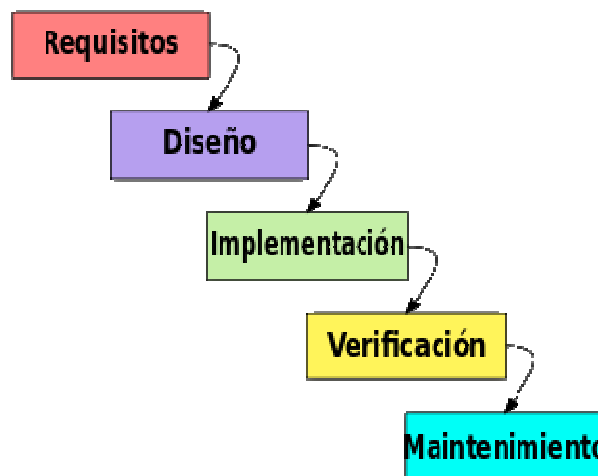 Requisitos
Diseño
Implementación
Verificación
Maintenimiento